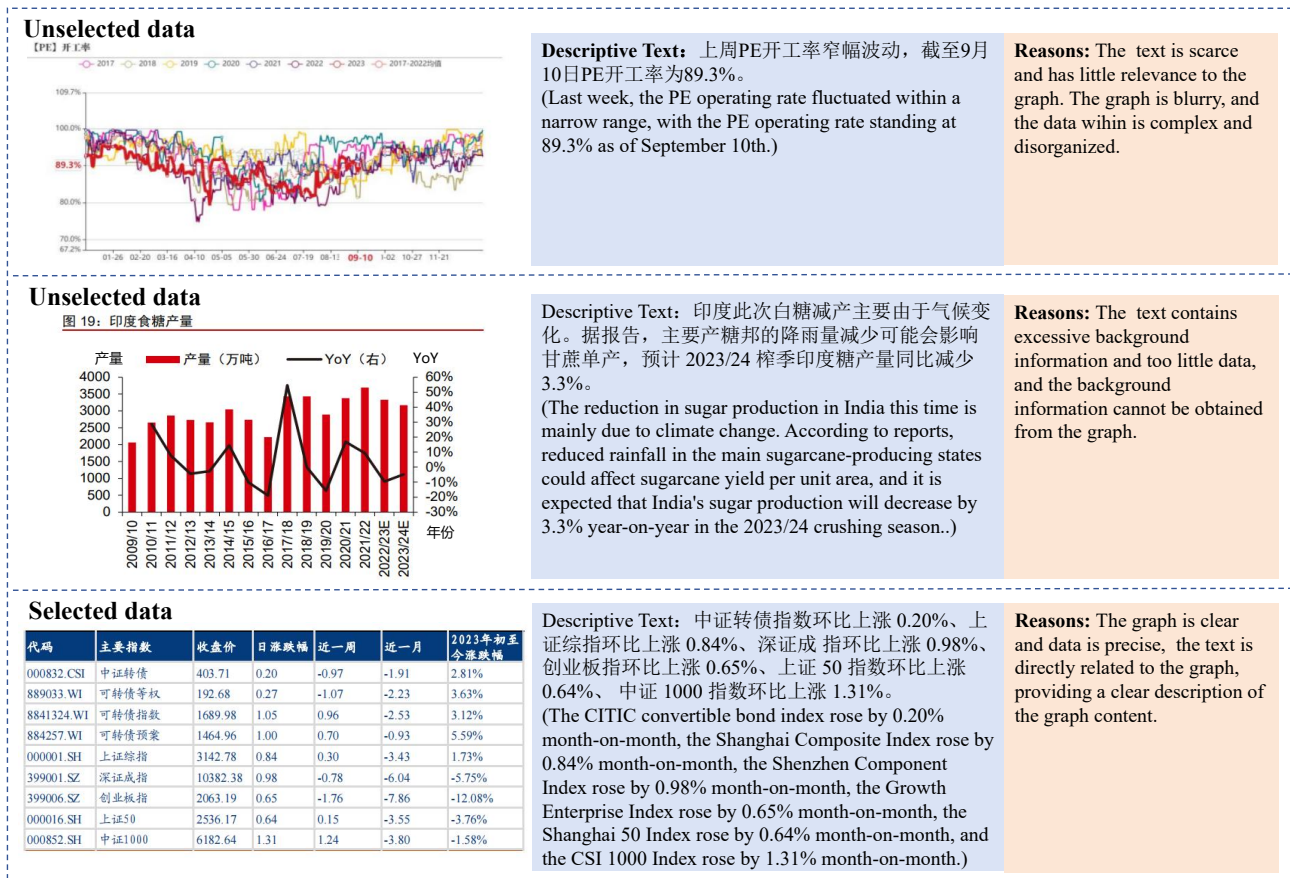 Unselected data
【PE】开工率
2017 2018 2019 2020 2021 2022 2023 2017-2022均值
109.7%
100.0%
89.3%
80.0%
70.0%
67.2%
01-26 02-20 03-16 04-10 05-05 05-30 06-24 07-19 08-13 09-10 -02 10-27 11-21
Descriptive Text: 上周PE开工率窄幅波动，截至9月
10日PE开工率为89.3%。
(Last week, the PE operating rate fluctuated within a
narrow range, with the PE operating rate standing at
89.3% as of September 10th.)
Reasons: The text is scarce
and has little relevance to the
graph. The graph is blurry, and
the data wihin is complex and
disorganized.
Unselected data
图 19：印度食糖产量
产量 产量（万吨） YoY（右） YoY
4000 60%
3500 50%
3000 40%
2500 30%
2000 20%
1500 10%
1000 0%
500 -10%
0 -20%
-30%
2009/10 2010/11 2011/12 2012/13 2013/14 2014/15 2015/16 2016/17 2017/18 2018/19 2019/20 2020/21 2021/22 2022/23E 2023/24E 年份
Descriptive Text: 印度此次白糖减产主要由于气候变
化。据报告，主要产糖邦的降雨量减少可能会影响
甘蔗单产，预计 2023/24 榨季印度糖产量同比减少
3.3%。
(The reduction in sugar production in India this time is
mainly due to climate change. According to reports,
reduced rainfall in the main sugarcane-producing states
could affect sugarcane yield per unit area, and it is
expected that India's sugar production will decrease by
3.3% year-on-year in the 2023/24 crushing season..)
Reasons: The text contains
excessive background
information and too little data,
and the background
information cannot be obtained
from the graph.
Selected data
代码 主要指数 收盘价 日涨跌幅 近一周 近一月 2023年初至今涨跌幅
000832.CSI 中证转债 403.71 0.20 -0.97 -1.91 2.81%
889033.WI 可转债等权 192.68 0.27 -1.07 -2.23 3.63%
8841324.WI 可转债指数 1689.98 1.05 0.96 -2.53 3.12%
884257.WI 可转债预案 1464.96 1.00 0.70 -0.93 5.59%
000001.SH 上证综指 3142.78 0.84 0.30 -3.43 1.73%
399001.SZ 深证成指 10382.38 0.98 -0.78 -6.04 -5.75%
399006.SZ 创业板指 2063.19 0.65 -1.76 -7.86 -12.08%
000016.SH 上证50 2536.17 0.64 0.15 -3.55 -3.76%
000852.SH 中证1000 6182.64 1.31 1.24 -3.80 -1.58%
Descriptive Text: 中证转债指数环比上涨 0.20%、上
证综指环比上涨 0.84%、深证成 指环比上涨 0.98%、
创业板指环比上涨 0.65%、上证 50 指数环比上涨
0.64%、 中证 1000 指数环比上涨 1.31%。
(The CITIC convertible bond index rose by 0.20%
month-on-month, the Shanghai Composite Index rose by
0.84% month-on-month, the Shenzhen Component
Index rose by 0.98% month-on-month, the Growth
Enterprise Index rose by 0.65% month-on-month, the
Shanghai 50 Index rose by 0.64% month-on-month, and
the CSI 1000 Index rose by 1.31% month-on-month.)
Reasons: The graph is clear
and data is precise, the text is
directly related to the graph,
providing a clear description of
the graph content.